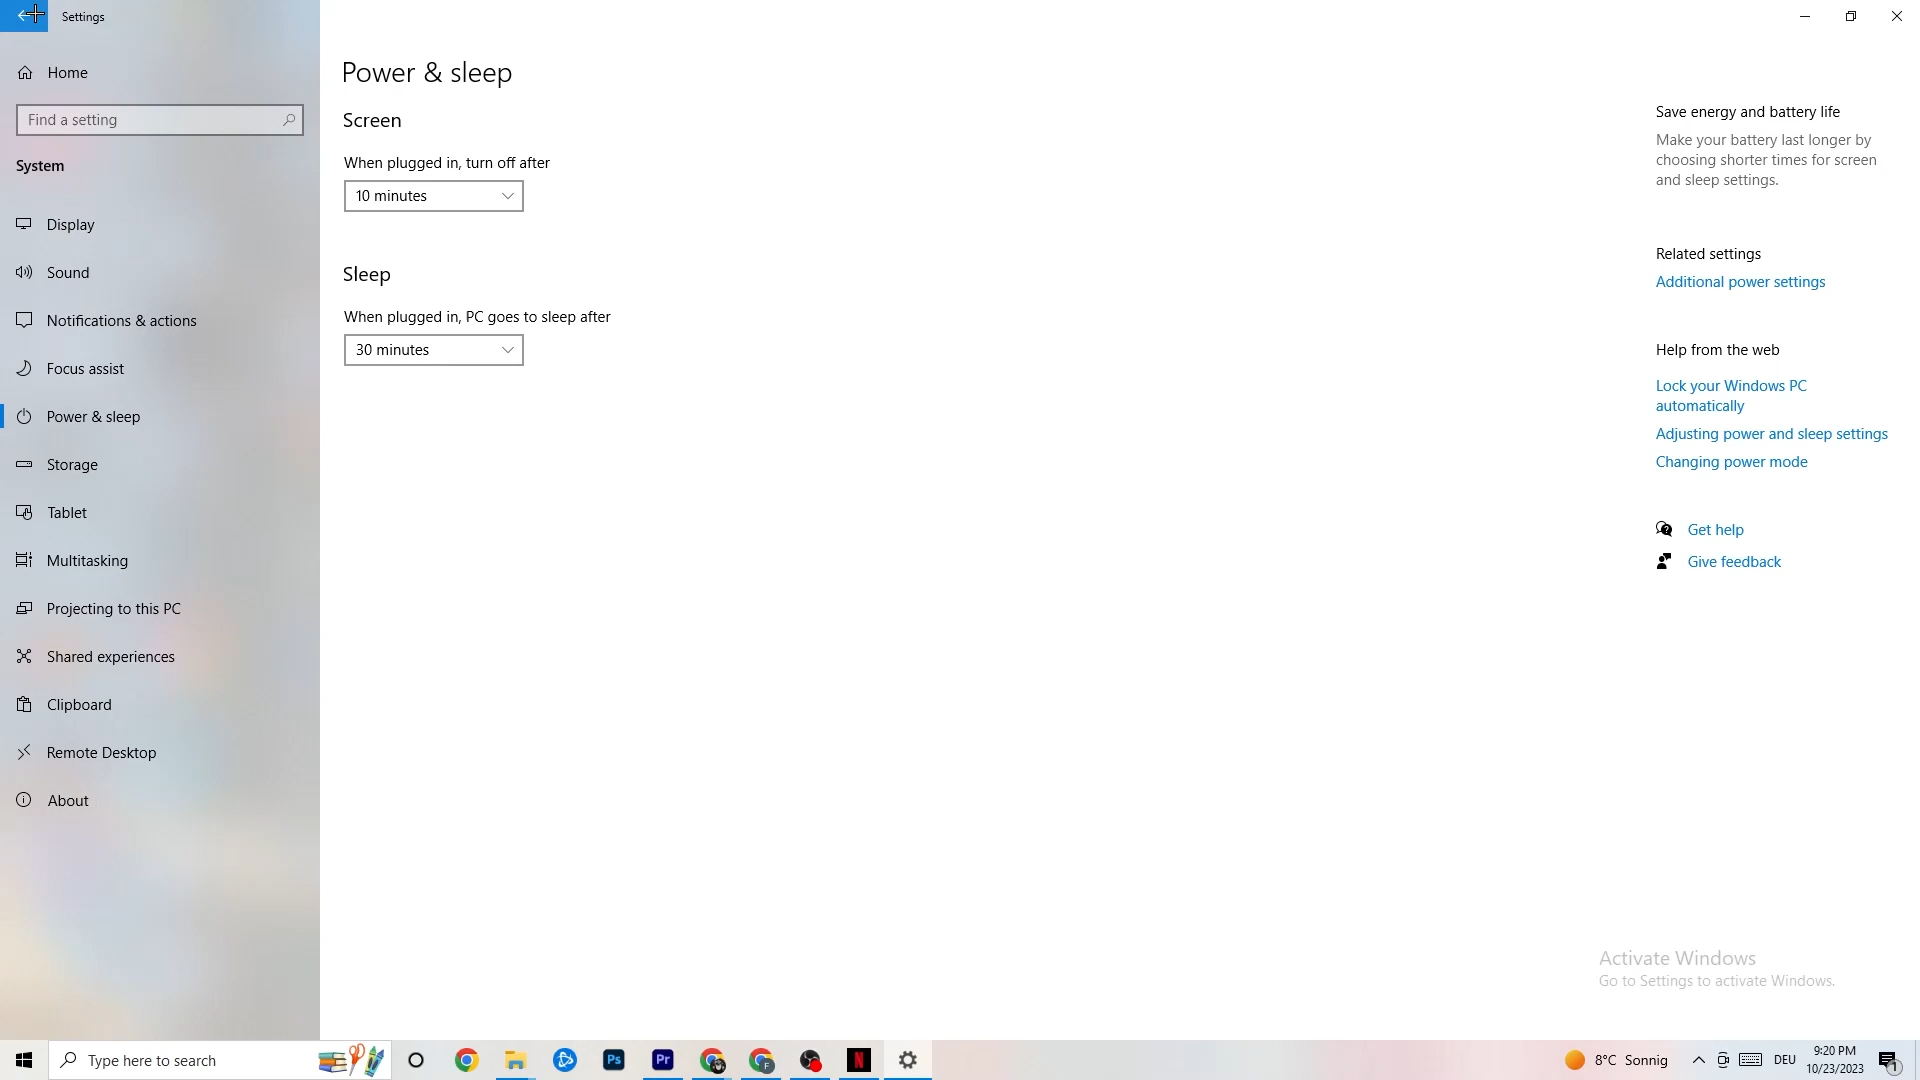 Settings
Home
Find a setting
System
Display
Sound
Notifications & actions
Focus assist
Power & sleep
Storage
Tablet
Multitasking
Projecting to this PC
Shared experiences
Clipboard
Remote Desktop
About
Power & sleep
Screen
When plugged in, turn off after
10 minutes
Sleep
When plugged in, PC goes to sleep after
30 minutes
Save energy and battery life
Make your battery last longer by
choosing shorter times for screen
and sleep settings.
Related settings
Additional power settings
Help from the web
Lock your Windows PC
automatically
Adjusting power and sleep settings
Changing power mode
Get help
Give feedback
Activate Windows
Go to Settings to activate Windows.
Type here to search
Ps
Pr
F
N
8°C Sonnig
DEU
9:20 PM
10/23/2023
1